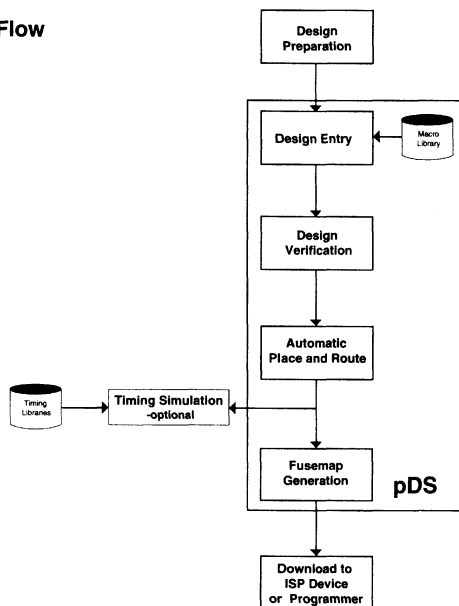 Flow
Design
Preparation
Design Entry
Macro
Library
Design
Verification
Automatic
Place and Route
Timing
Libraries
Timing Simulation
-optional
Fusemap
Generation
pDS
Download to
ISP Device
or Programmer